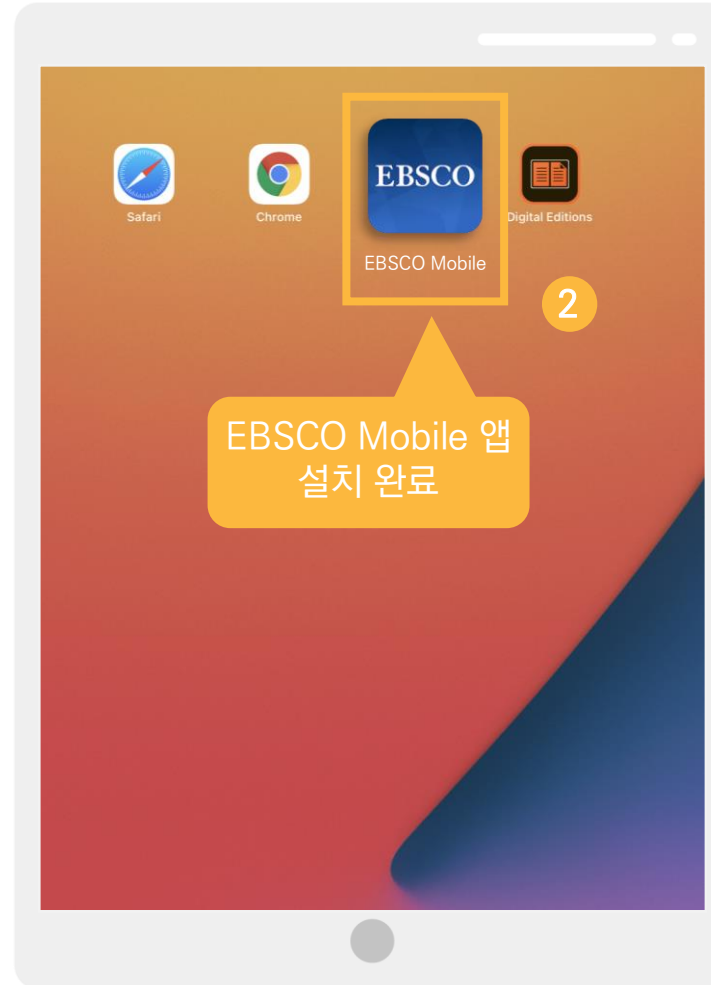 EBSCO
Safari
Chrome
EBSCO Mobile
Digital Editions
2
EBSCO Mobile 앱
설치 완료